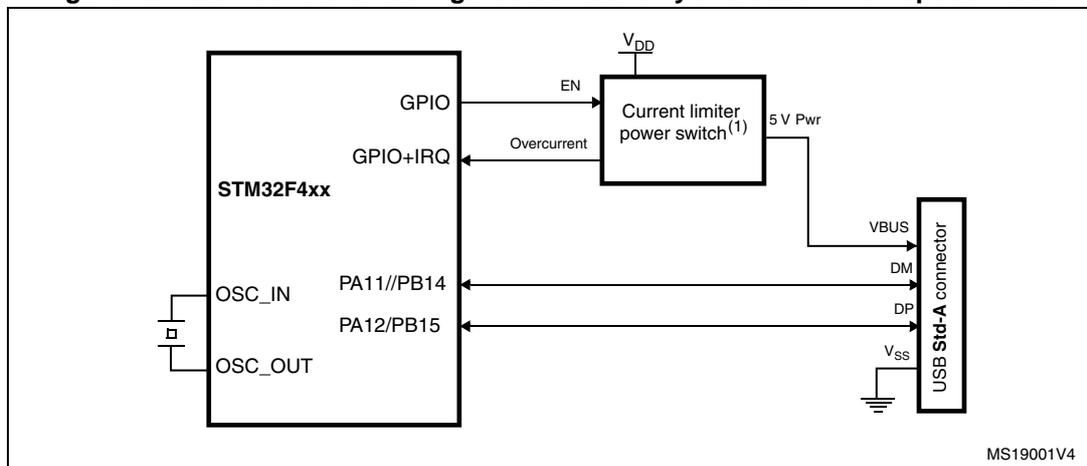 V_DD
GPIO
EN
Current limiter
power switch(1)
5 V Pwr
GPIO+IRQ
Overcurrent
STM32F4xx
VBUS
DM
PA11//PB14
OSC_IN
DP
PA12/PB15
V_SS
OSC_OUT
USB Std-A connector
MS19001V4